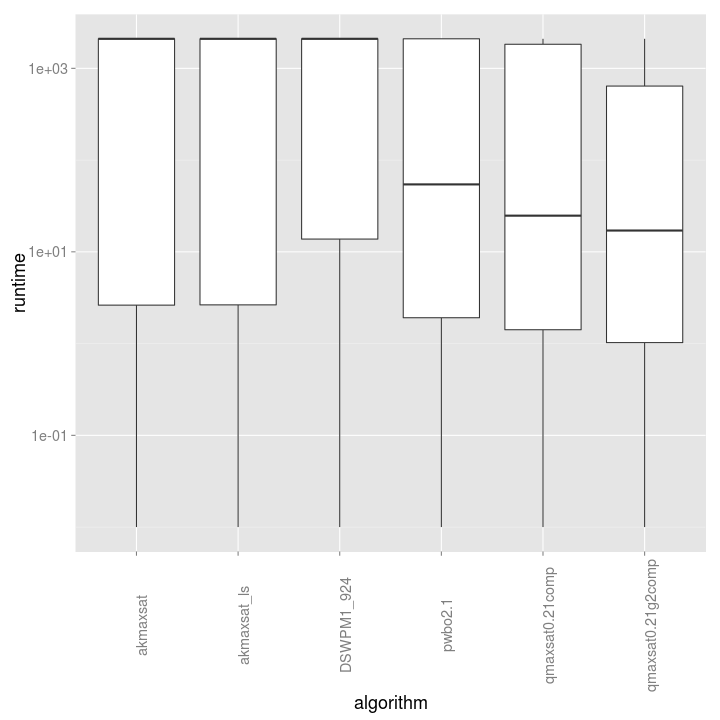 runtime
1e+03
1e+01
1e-01
akmaxsat
akmaxsat_ls
DSWPM1_924
pwbo2.1
qmaxsat0.21comp
qmaxsat0.21g2comp
algorithm